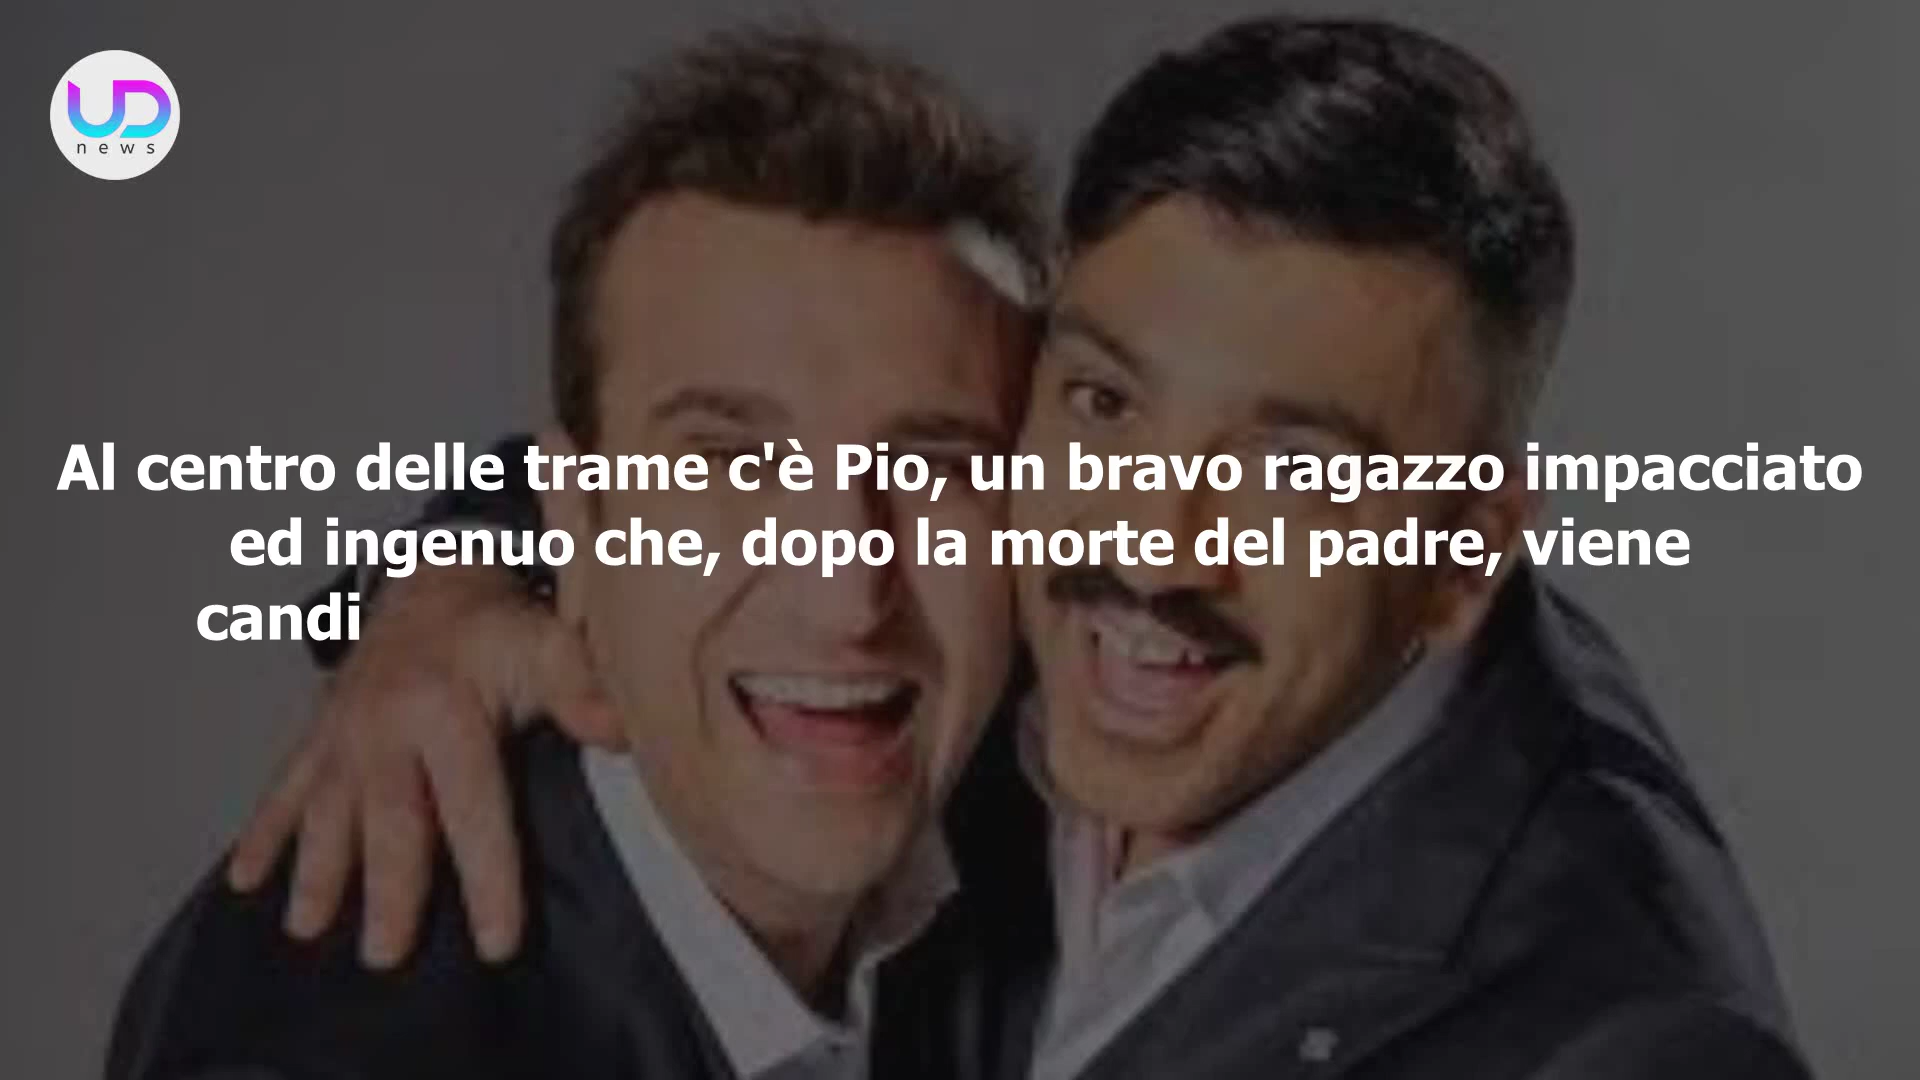 UD
news
Al centro delle trame c'è Pio, un bravo ragazzo impacciato
ed ingenuo che, dopo la morte del padre, viene
candi